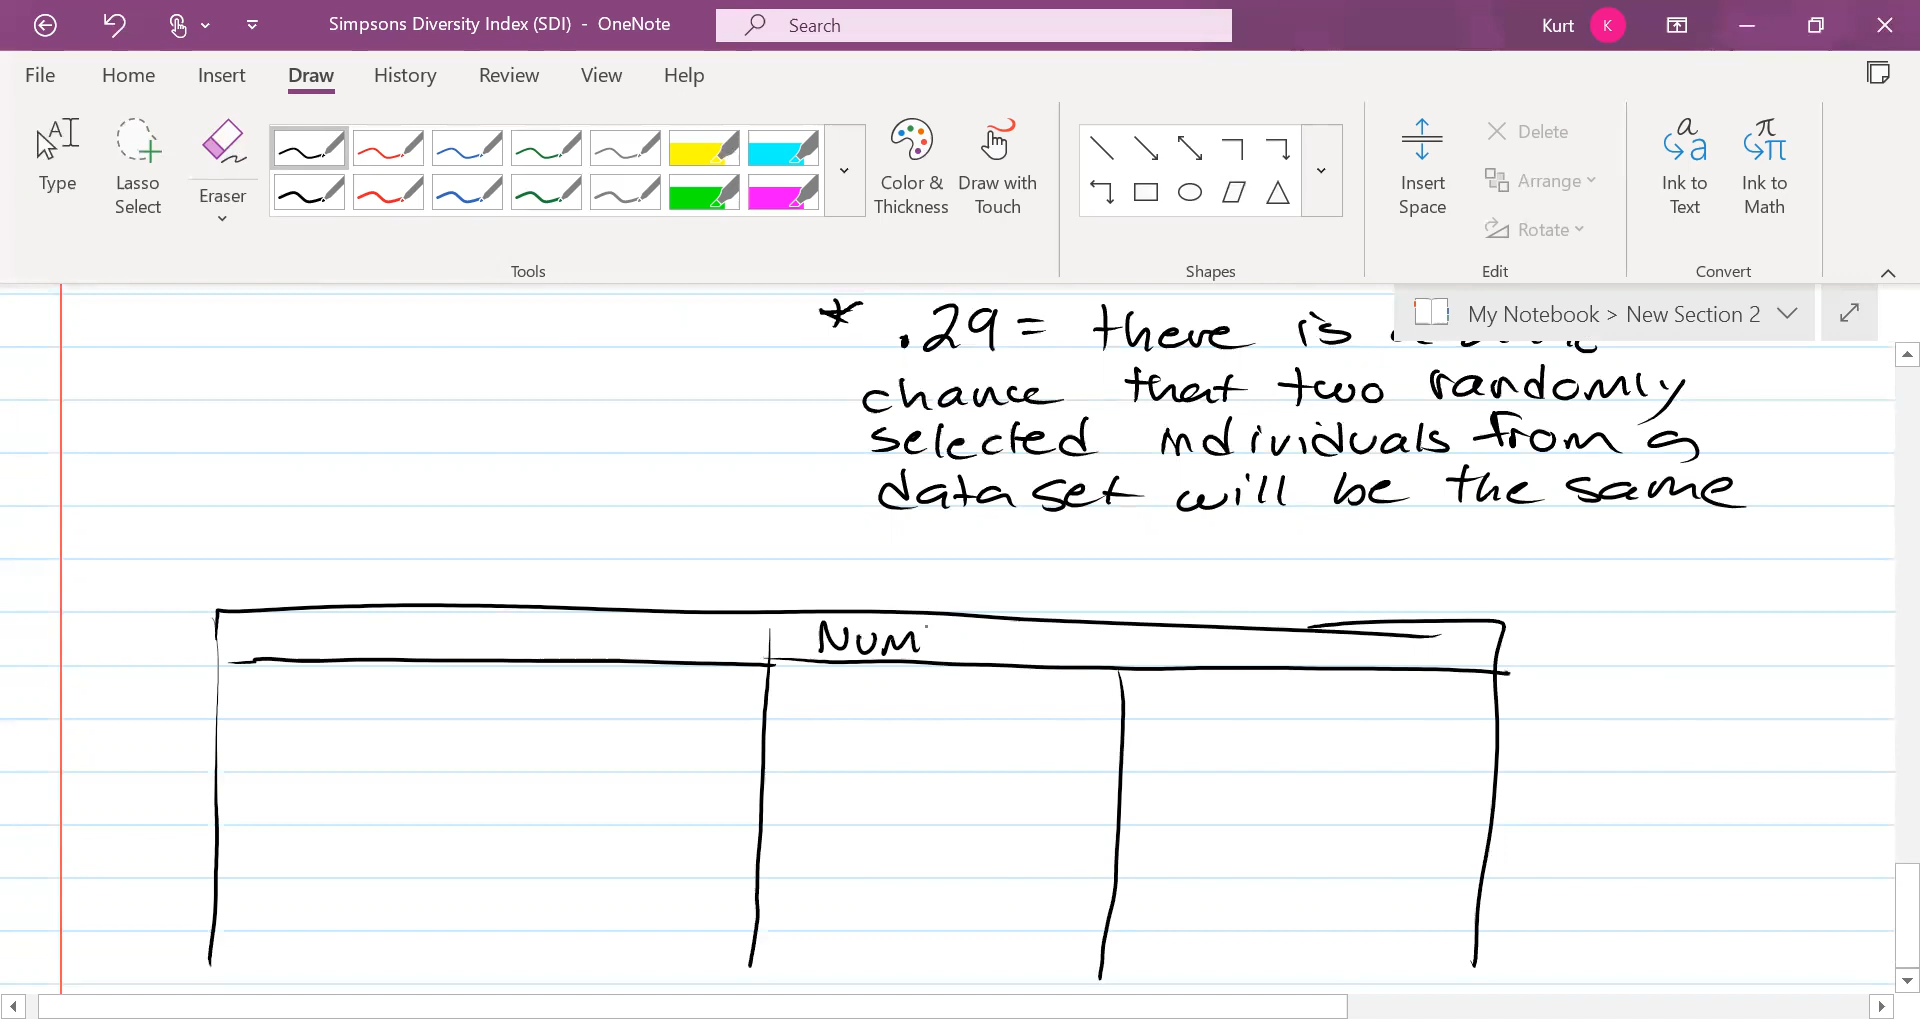 Simpsons Diversity Index (SDI) - OneNote
Search
Kurt
K
File Home Insert Draw History Review View Help
Type
Lasso Select
Eraser
Color & Thickness
Draw with Touch
Insert Space
Delete
Arrange
Rotate
Ink to Text
Ink to Math
Tools
Shapes
Edit
Convert
My Notebook > New Section 2
* .29 = there is
chance that two randomly
selected individuals from a
data set will be the same
Num